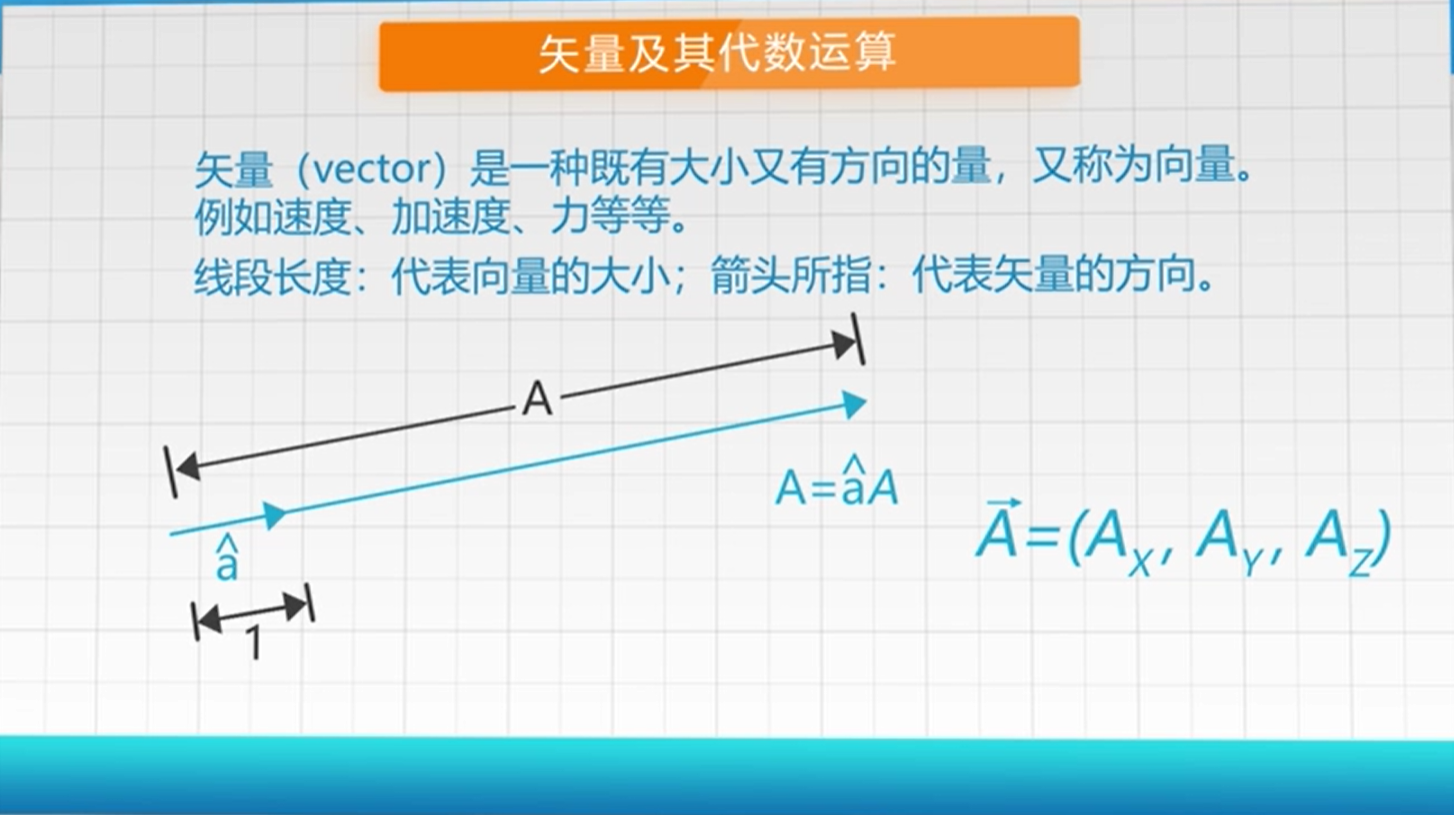 矢量及其代数运算
矢量（vector）是一种既有大小又有方向的量，又称为向量。
例如速度、加速度、力等等。
线段长度：代表向量的大小；箭头所指：代表矢量的方向。
A
A=âA
â
1
A⃗=(A_X, A_Y, A_Z)